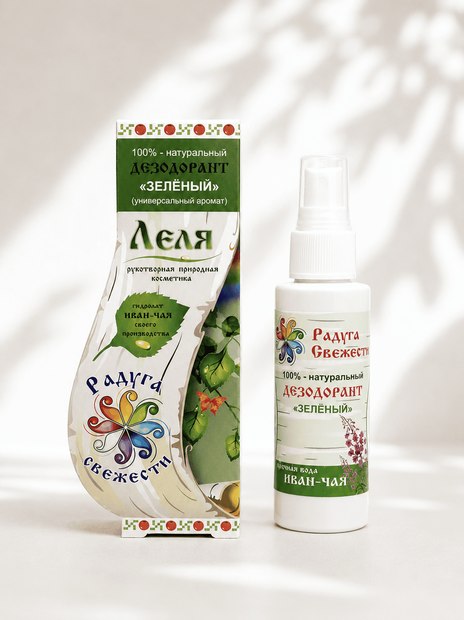 100% - натуральный
ДЕЗОДОРАНТ
«ЗЕЛЁНЫЙ»
(универсальный аромат)
Леля
рукотворная природная
косметика
гидролат
ИВАН-ЧАЯ
своего
производства
Радуга
свежести
Радуга
Свежести
100% - натуральный
ДЕЗОДОРАНТ
«ЗЕЛЁНЫЙ»
вода
ИВАН-ЧАЯ